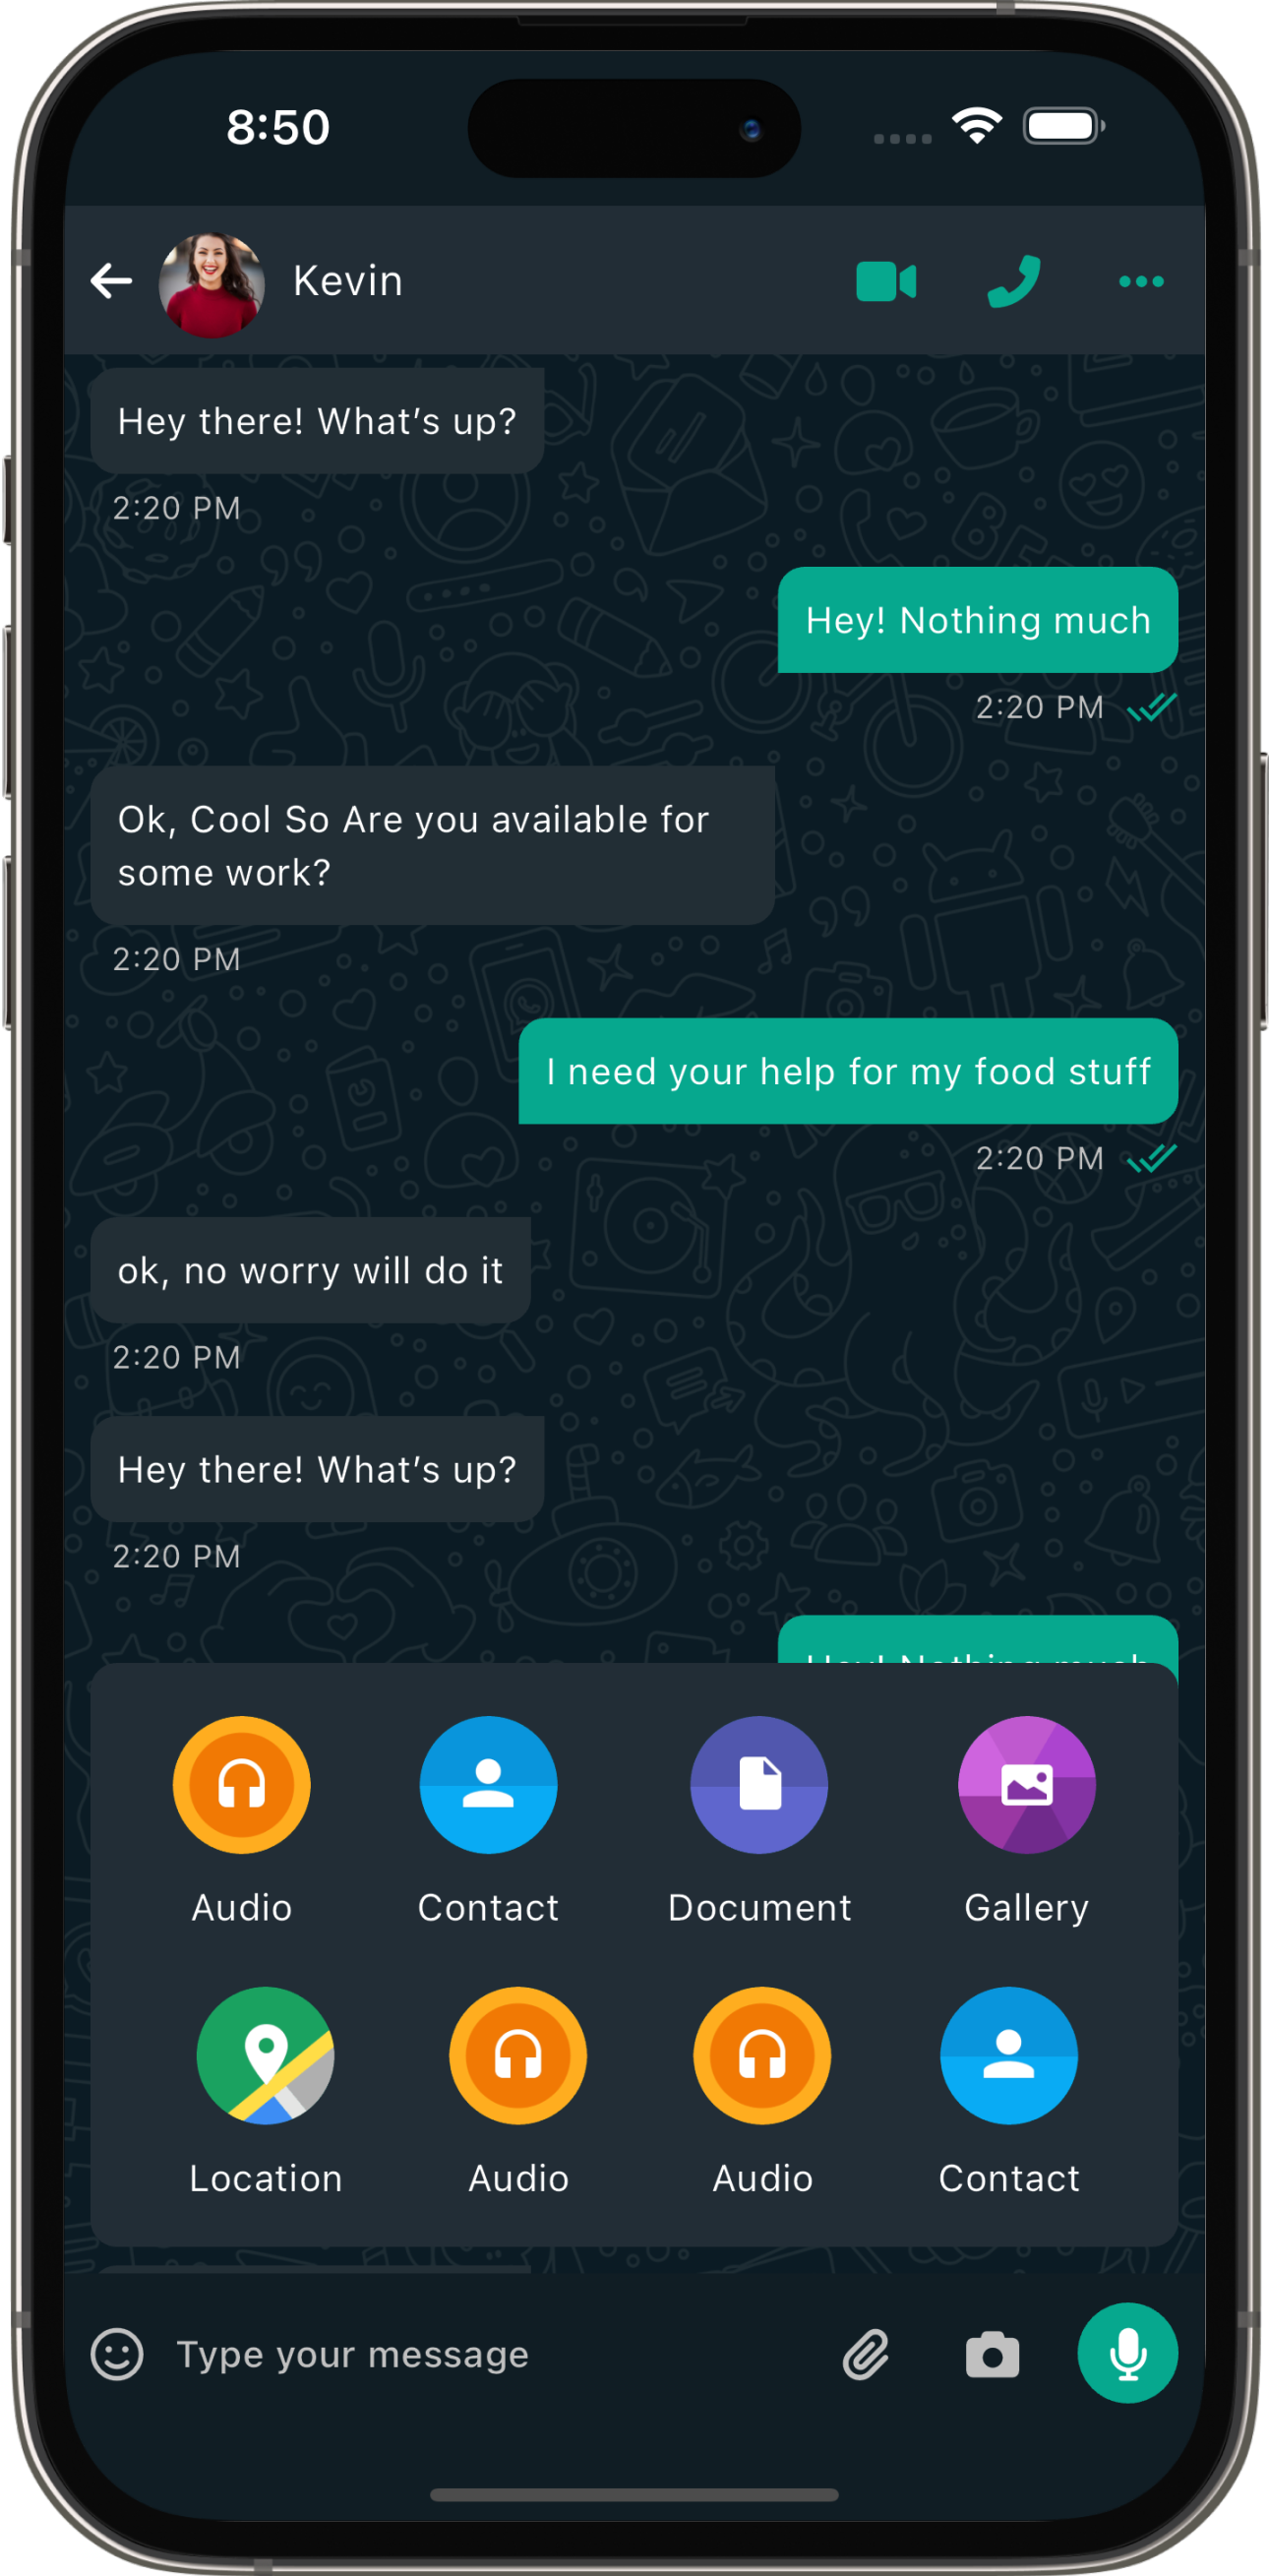 8:50
Kevin
Hey there! What’s up?
2:20 PM
Hey! Nothing much
2:20 PM
Ok, Cool So Are you available for
some work?
2:20 PM
I need your help for my food stuff
2:20 PM
ok, no worry will do it
2:20 PM
Hey there! What’s up?
2:20 PM
Hey! Nothing much
Audio Contact Document Gallery
Location Audio Audio Contact
Type your message